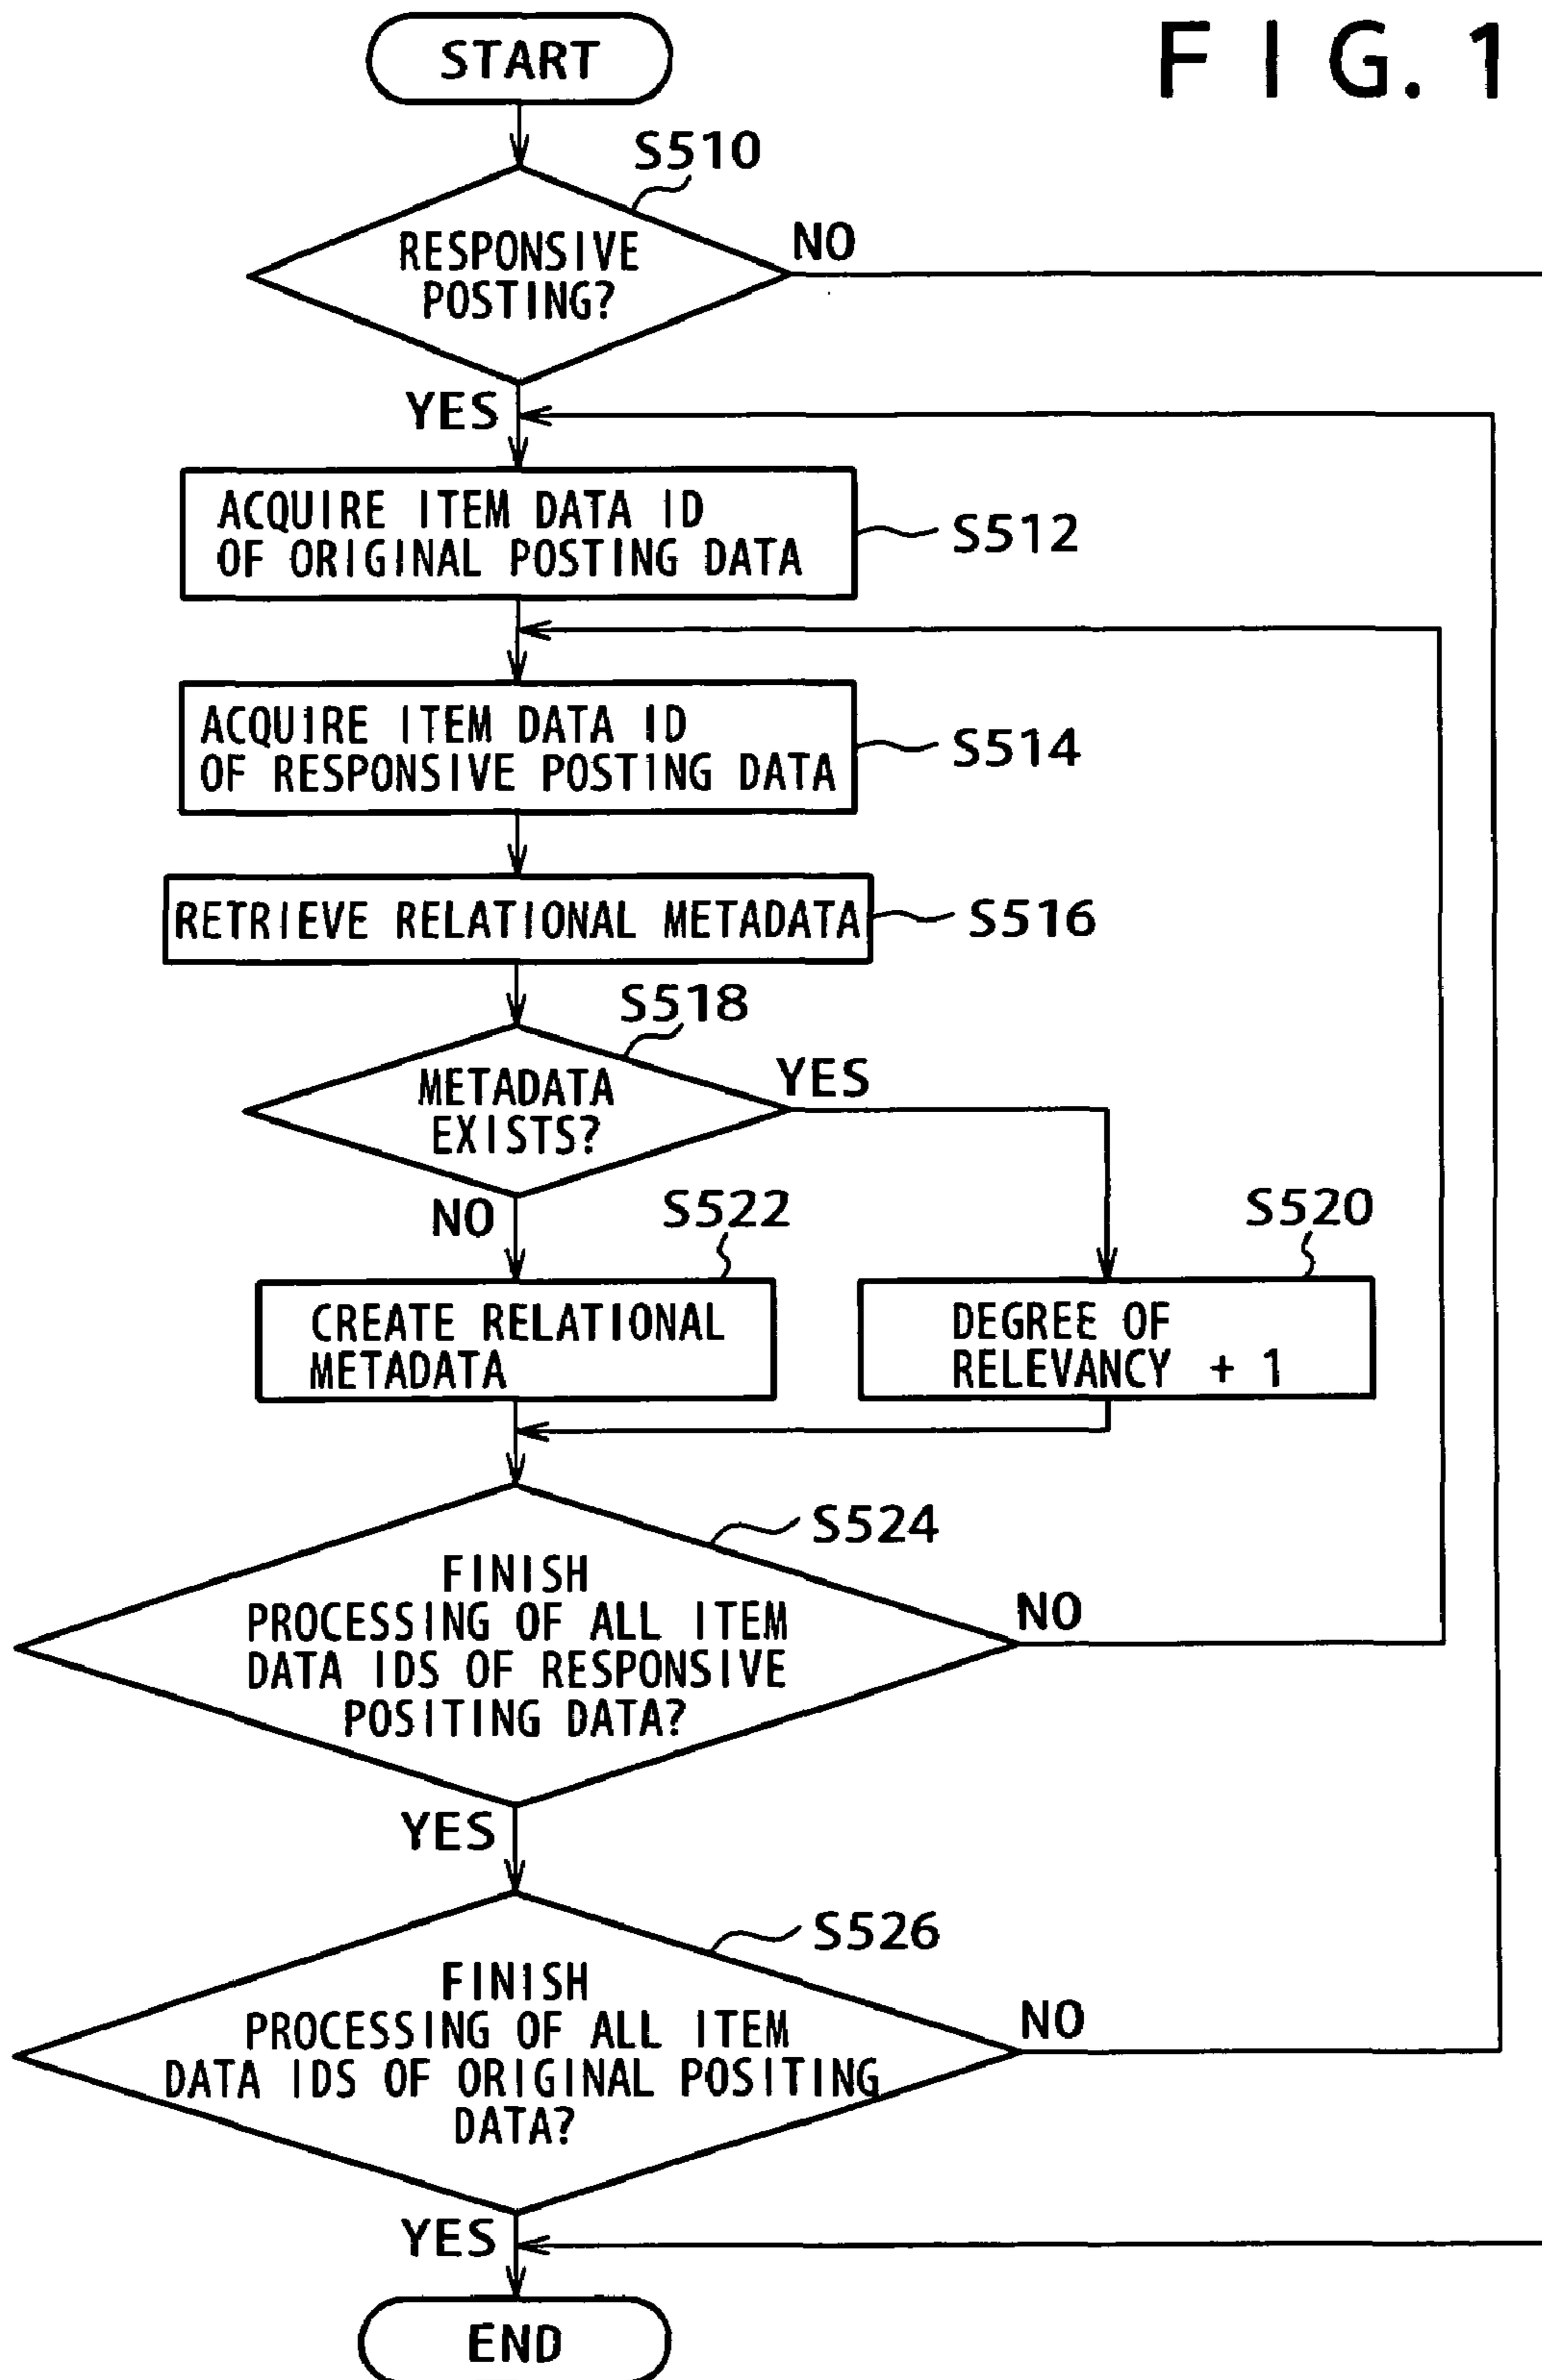 START
F I G. 1
S510
RESPONSIVE
POSTING?
NO
YES
ACQUIRE ITEM DATA ID
OF ORIGINAL POSTING DATA
S512
ACQUIRE ITEM DATA ID
OF RESPONSIVE POSTING DATA
S514
RETRIEVE RELATIONAL METADATA
S516
S518
METADATA
EXISTS?
YES
NO
S522
S520
CREATE RELATIONAL
METADATA
DEGREE OF
RELEVANCY + 1
S524
FINISH
PROCESSING OF ALL ITEM
DATA IDS OF RESPONSIVE
POSITING DATA?
NO
YES
S526
FINISH
PROCESSING OF ALL ITEM
DATA IDS OF ORIGINAL POSITING
DATA?
NO
YES
END